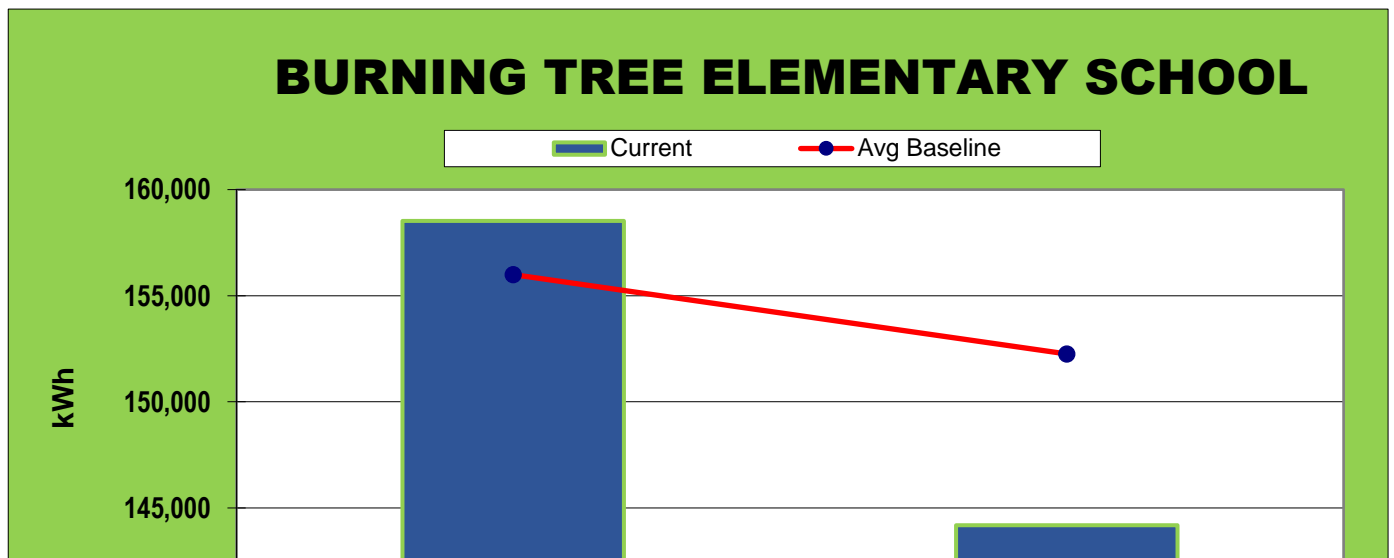 BURNING TREE ELEMENTARY SCHOOL
Current Avg Baseline
160,000
155,000
150,000
145,000
kWh